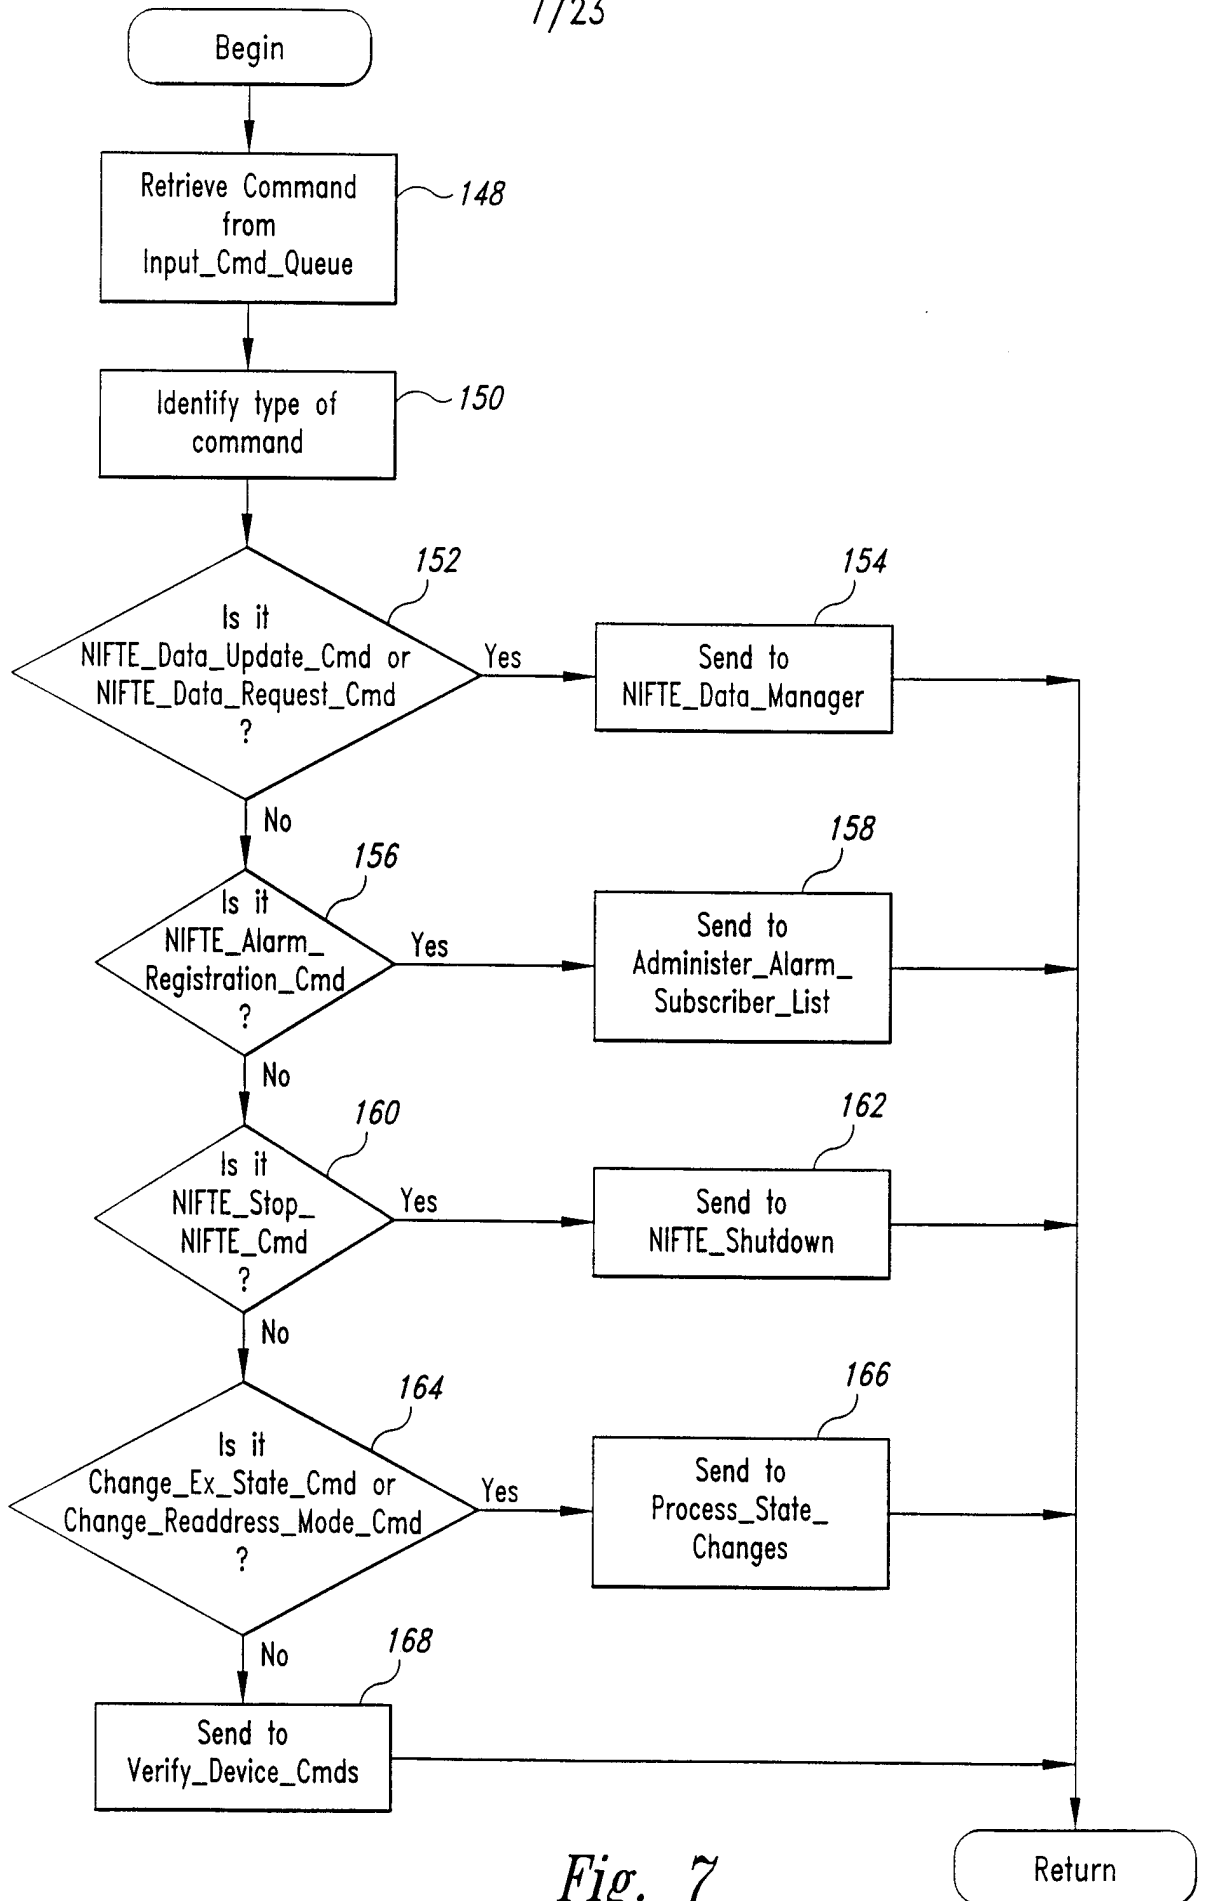 7/23
Begin
Retrieve Command
from
Input_Cmd_Queue
148
Identify type of
command
150
152
Is it
NIFTE_Data_Update_Cmd or
NIFTE_Data_Request_Cmd
?
Yes
154
Send to
NIFTE_Data_Manager
No
156
Is it
NIFTE_Alarm_
Registration_Cmd
?
Yes
158
Send to
Administer_Alarm_
Subscriber_List
No
160
Is it
NIFTE_Stop_
NIFTE_Cmd
?
Yes
162
Send to
NIFTE_Shutdown
No
164
Is it
Change_Ex_State_Cmd or
Change_Readdress_Mode_Cmd
?
Yes
166
Send to
Process_State_
Changes
No
168
Send to
Verify_Device_Cmds
Return
Fig. 7